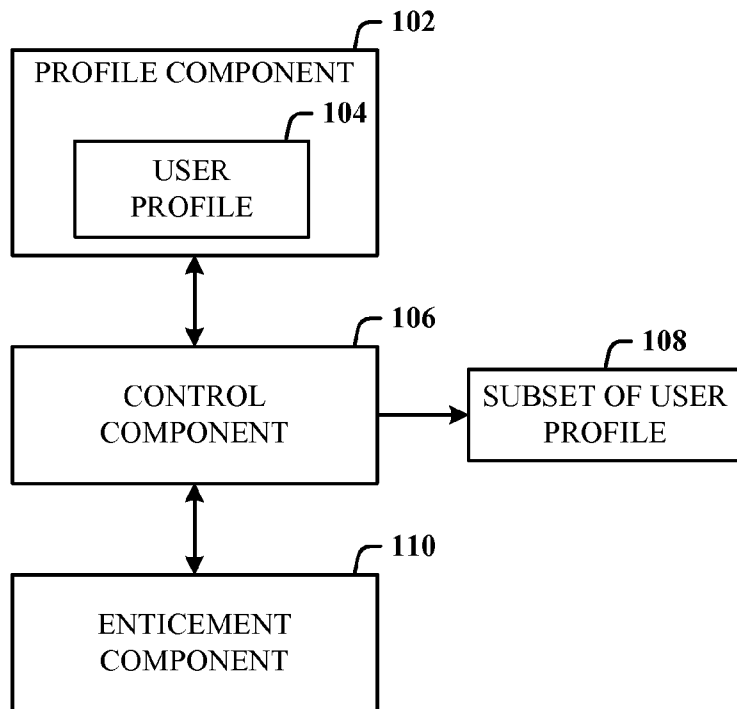 102
PROFILE COMPONENT
104
USER
PROFILE
106
CONTROL
COMPONENT
108
SUBSET OF USER
PROFILE
110
ENTICEMENT
COMPONENT